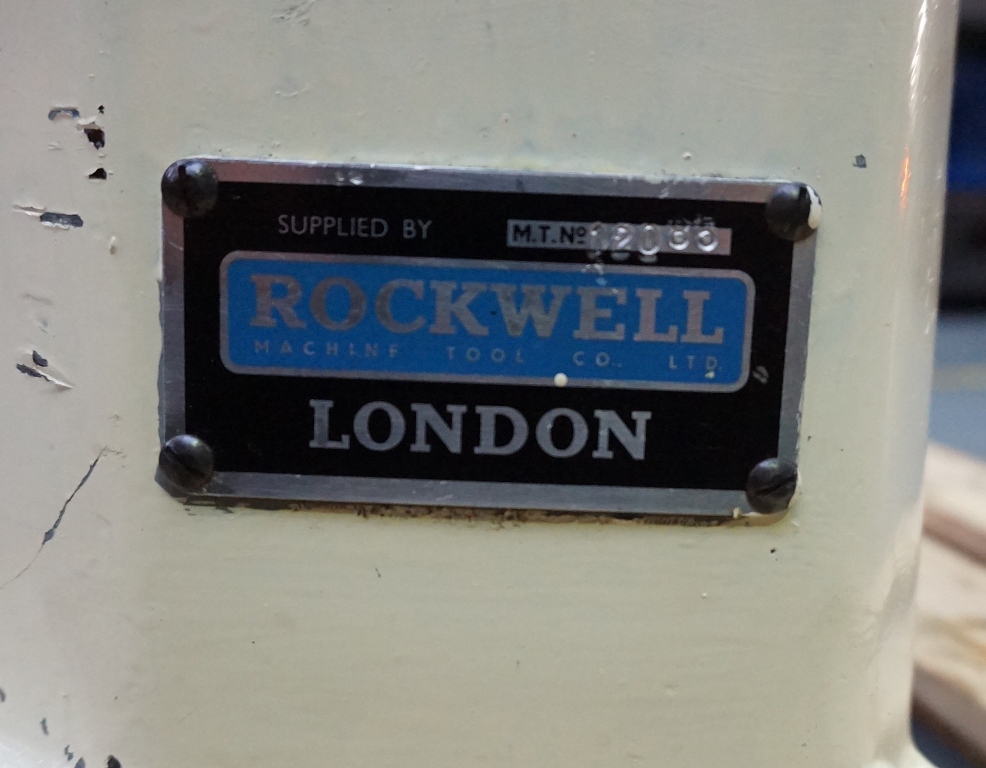 SUPPLIED BY M.T. Nº
ROCKWELL
MACHINE TOOL CO. LTD.
LONDON